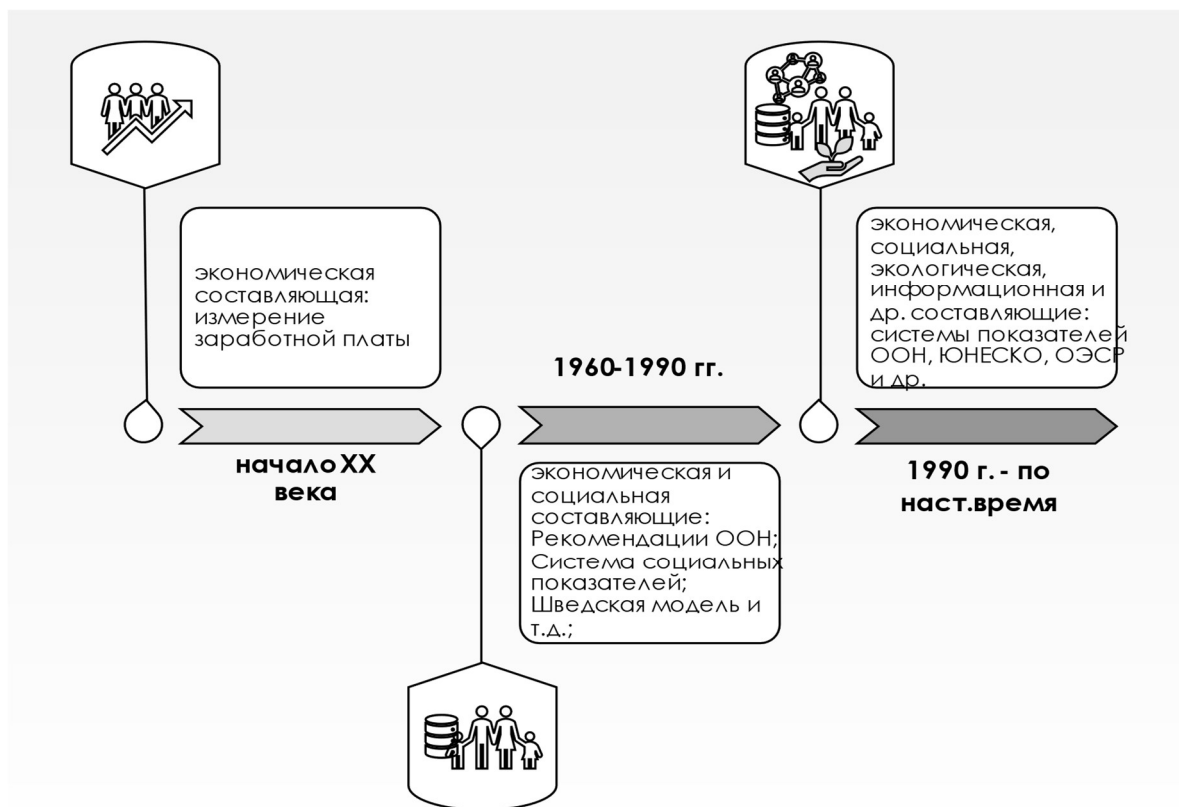 экономическая
составляющая:
измерение
заработной платы
начало XX
века
1960-1990 гг.
экономическая и
социальная
составляющие:
Рекомендации ООН;
Система социальных
показателей;
Шведская модель и
т.д.;
экономическая,
социальная,
экологическая,
информационная и
др. составляющие:
системы показателей
ООН, ЮНЕСКО, ОЭСР
и др.
1990 г. - по
наст.время